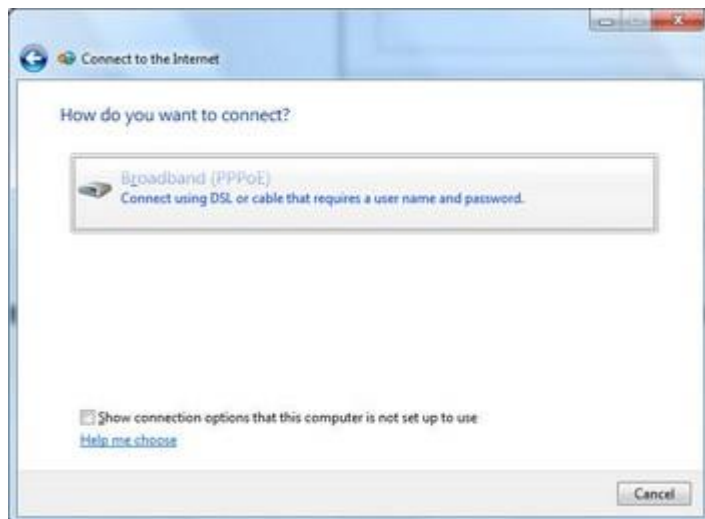 Connect to the Internet
How do you want to connect?
Broadband (PPPoE)
Connect using DSL or cable that requires a user name and password.
Show connection options that this computer is not set up to use
Help me choose
Cancel